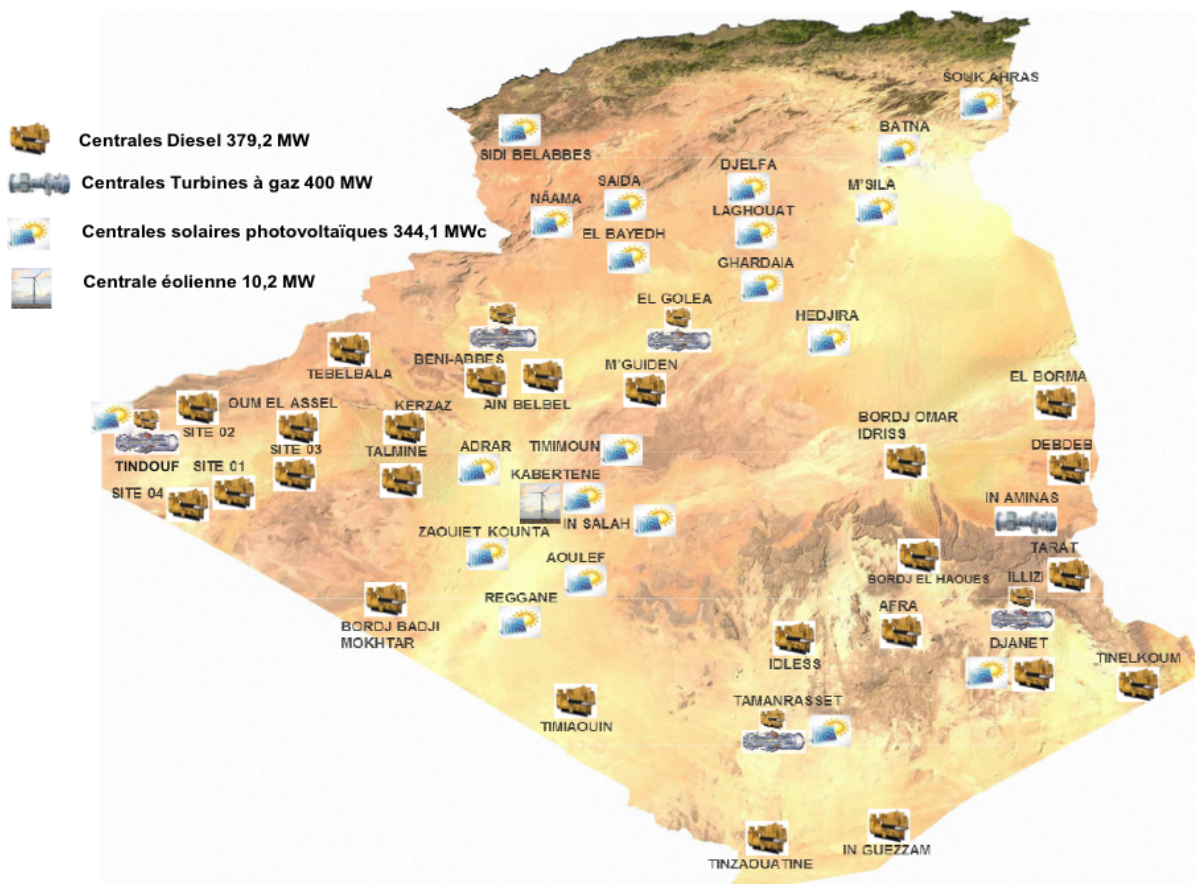 Centrales Diesel 379,2 MW
Centrales Turbines à gaz 400 MW
Centrales solaires photovoltaïques 344,1 MWc
Centrale éolienne 10,2 MW
SOUK AHRAS
BATNA
SIDI BELABBES
DJELFA
SAIDA
M'SILA
NÂAMA
LAGHOUAT
EL BAYEDH
GHARDAIA
EL GOLEA
HEDJIRA
BENI-ABBES
M'GUIDEN
TEBELBALA
EL BORMA
AIN BELBEL
OUM EL ASSEL
KERZAZ
BORDJ OMAR
IDRISS
SITE 02
ADRAR
TIMIMOUN
DEBDEB
SITE 03
TALMINE
TINDOUF
SITE 01
KABERTENE
SITE 04
IN AMINAS
IN SALAH
ZAOUIET KOUNTA
TARAT
AOULEF
BORDJ EL HAOUES
ILLIZI
REGGANE
AFRA
BORDJ BADJI
MOKHTAR
DJANET
IDLESS
TINELKOUM
TAMANRASSET
TIMIAOUIN
IN GUEZZAM
TINZAOUATINE